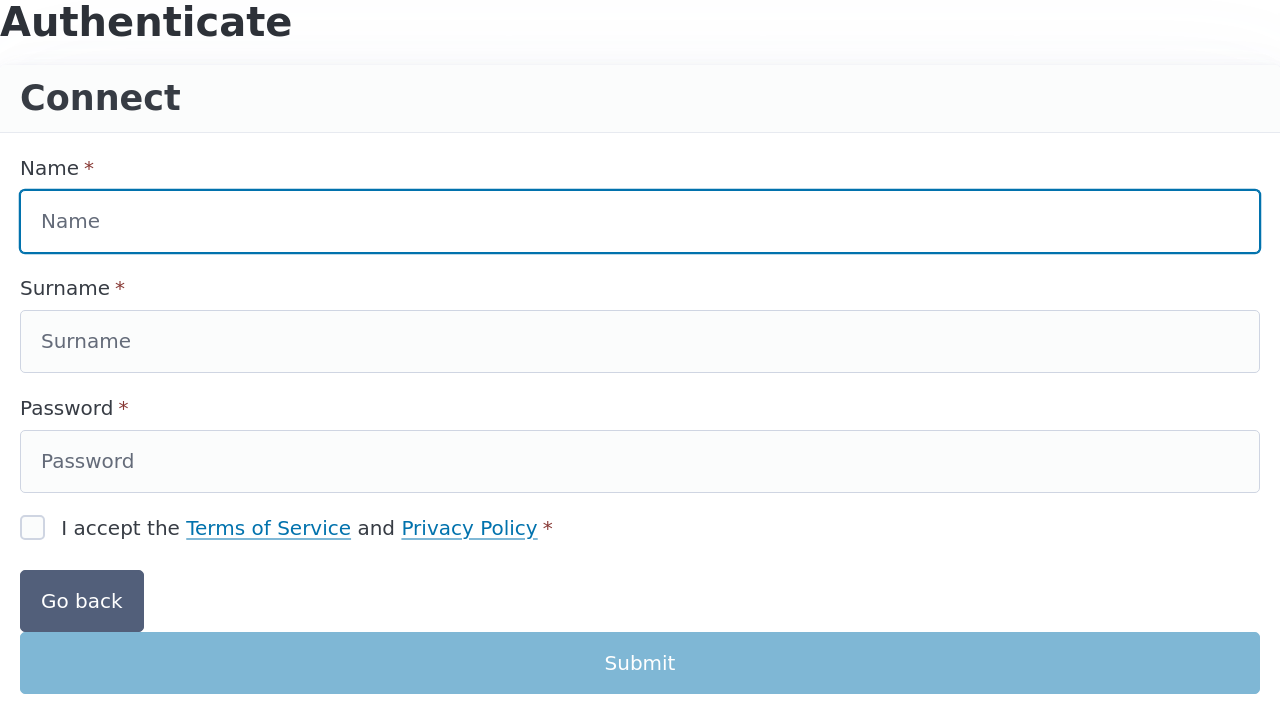 Authenticate
Connect
Name *
Name
Surname *
Surname
Password *
Password
I accept the Terms of Service and Privacy Policy *
Go back
Submit